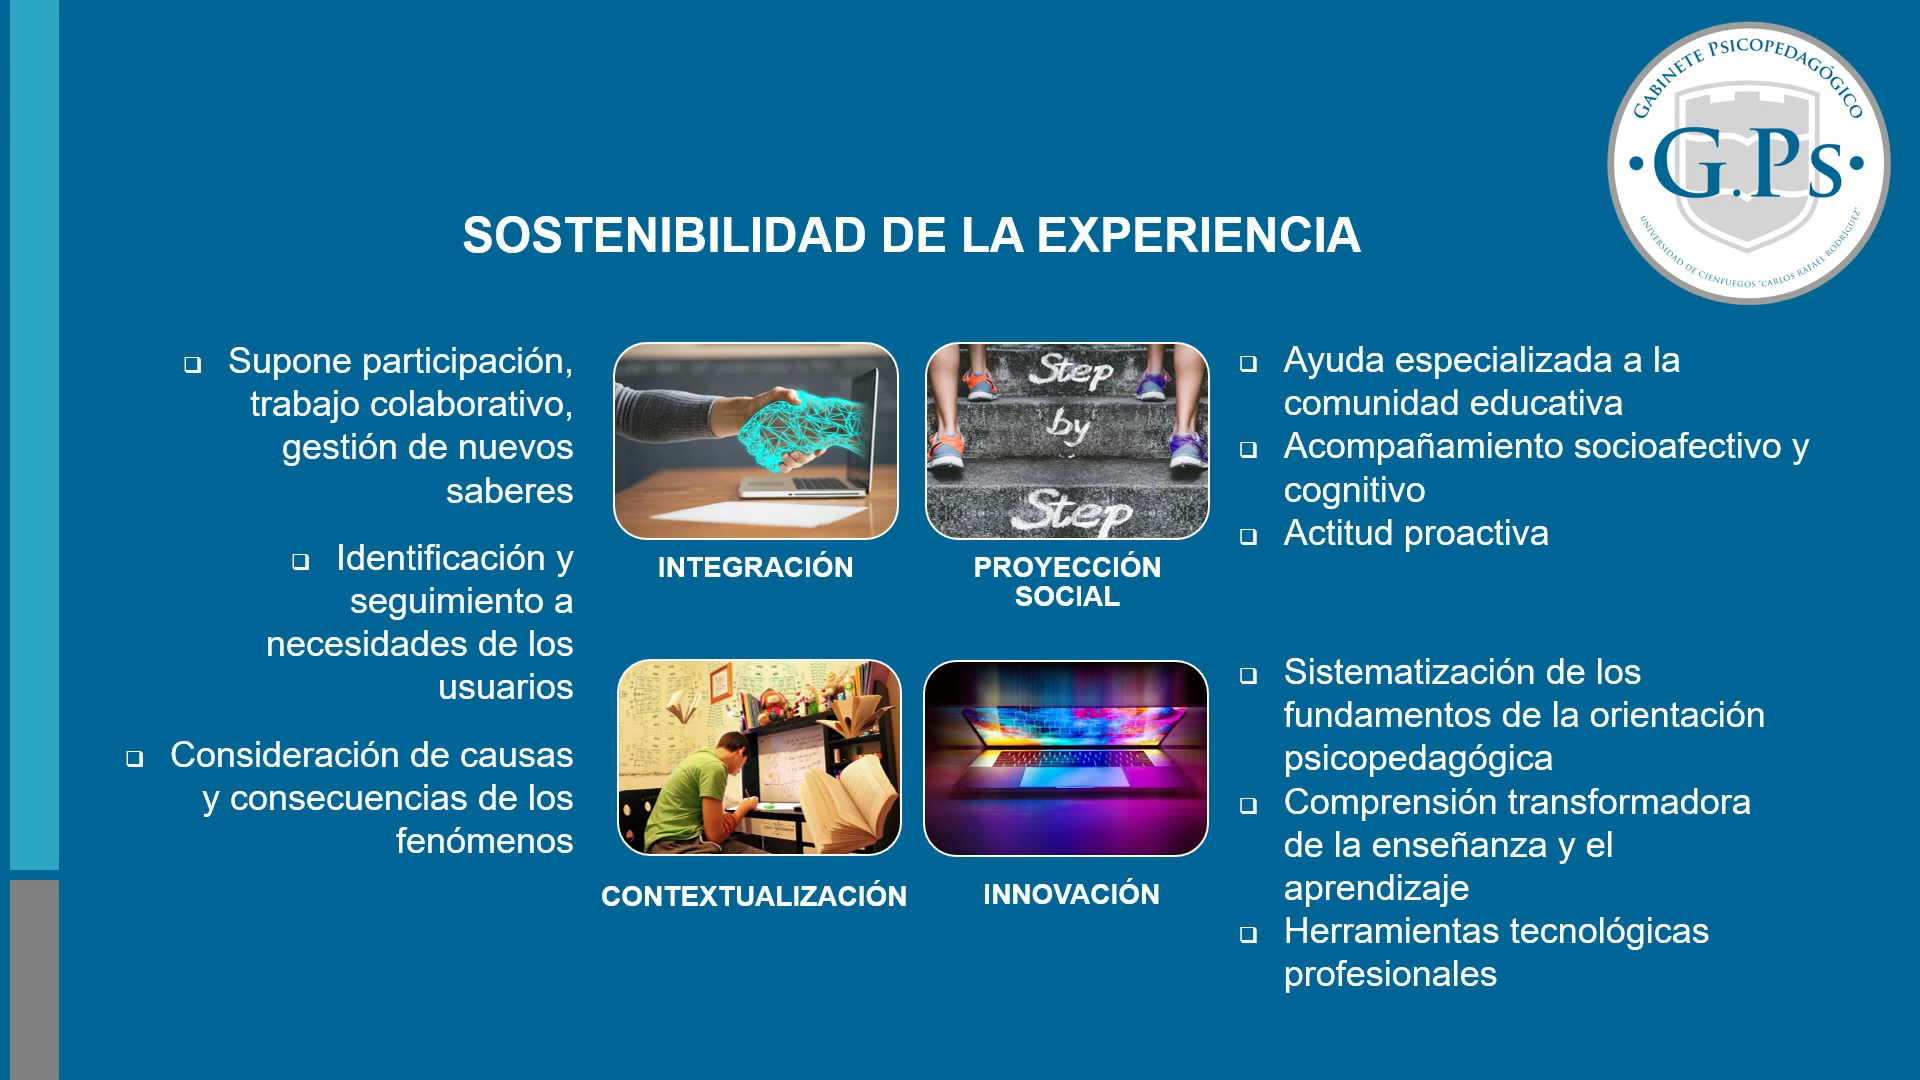 GABINETE PSICOPEDAGÓGICO
G.Ps
UNIVERSIDAD DE CIENFUEGOS "CARLOS RAFAEL RODRÍGUEZ"
SOSTENIBILIDAD DE LA EXPERIENCIA
❑ Supone participación,
trabajo colaborativo,
gestión de nuevos
saberes
❑ Identificación y
seguimiento a
necesidades de los
usuarios
❑ Consideración de causas
y consecuencias de los
fenómenos
INTEGRACIÓN
Step
by
Step
PROYECCIÓN
SOCIAL
CONTEXTUALIZACIÓN
INNOVACIÓN
❑ Ayuda especializada a la
comunidad educativa
❑ Acompañamiento socioafectivo y
cognitivo
❑ Actitud proactiva
❑ Sistematización de los
fundamentos de la orientación
psicopedagógica
❑ Comprensión transformadora
de la enseñanza y el
aprendizaje
❑ Herramientas tecnológicas
profesionales